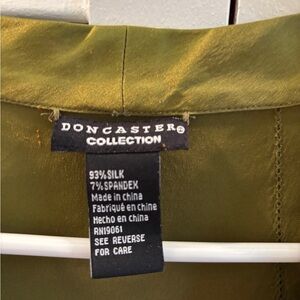 DONCASTER®
COLLECTION
93%SILK
7%SPANDEX
Made in china
Fabriqué en chine
Hecho en china
RN19061
SEE REVERSE
FOR CARE